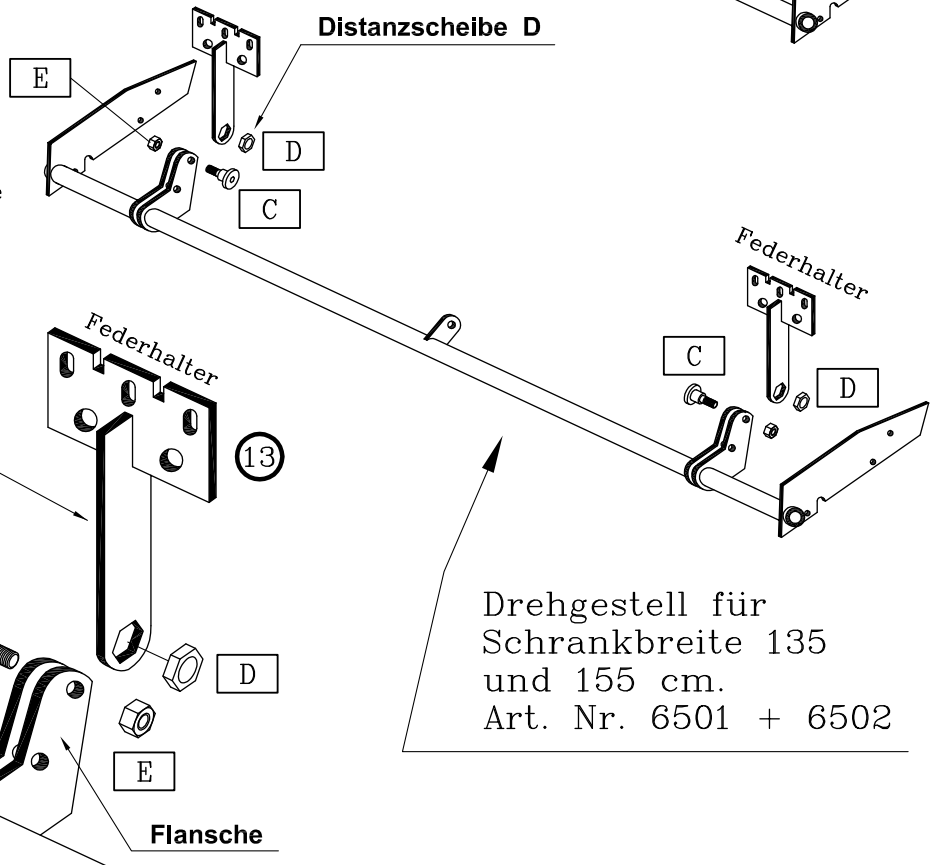 Distanzscheibe D
E
D
C
Federhalter
Federhalter
C
D
13
D
E
Flansche
Drehgestell für
Schrankbreite 135
und 155 cm.
Art. Nr. 6501 + 6502